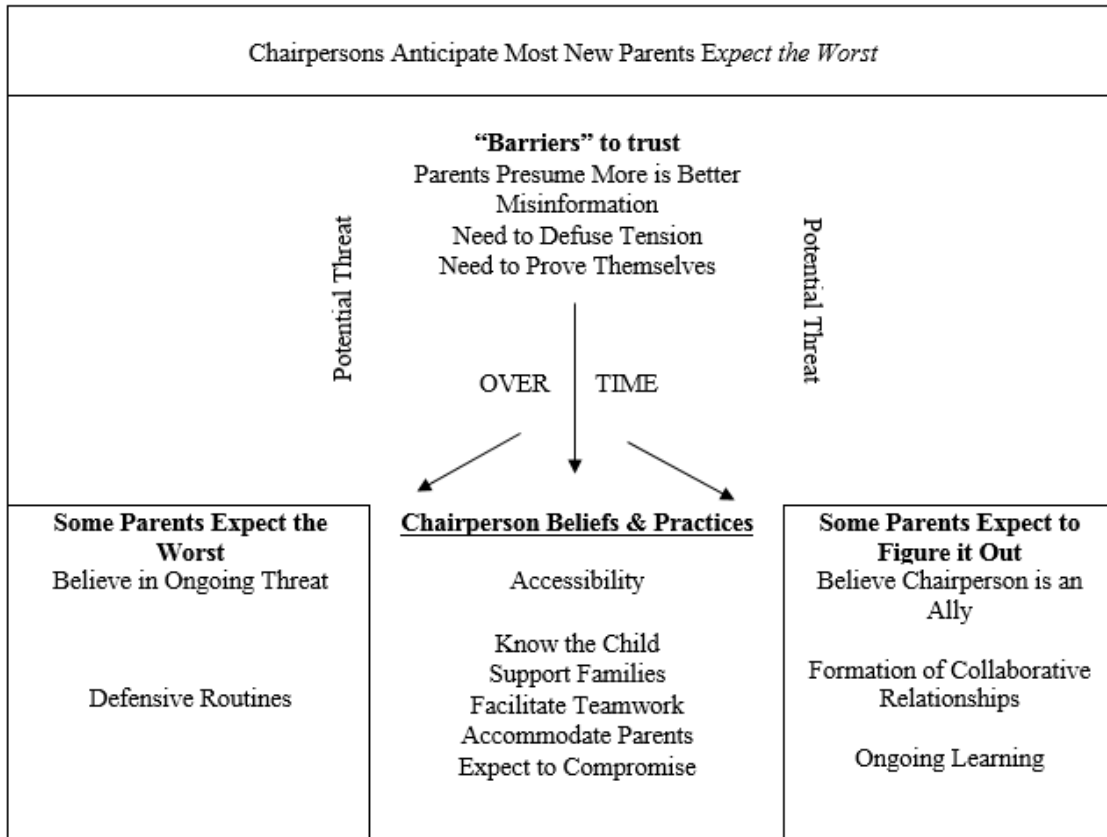 Chairpersons Anticipate Most New Parents Expect the Worst
“Barriers” to trust
Parents Presume More is Better
Misinformation
Need to Defuse Tension
Need to Prove Themselves
Potential Threat
Potential Threat
OVER TIME
Some Parents Expect the
Worst
Believe in Ongoing Threat
Defensive Routines
Chairperson Beliefs & Practices
Accessibility
Know the Child
Support Families
Facilitate Teamwork
Accommodate Parents
Expect to Compromise
Some Parents Expect to
Figure it Out
Believe Chairperson is an
Ally
Formation of Collaborative
Relationships
Ongoing Learning